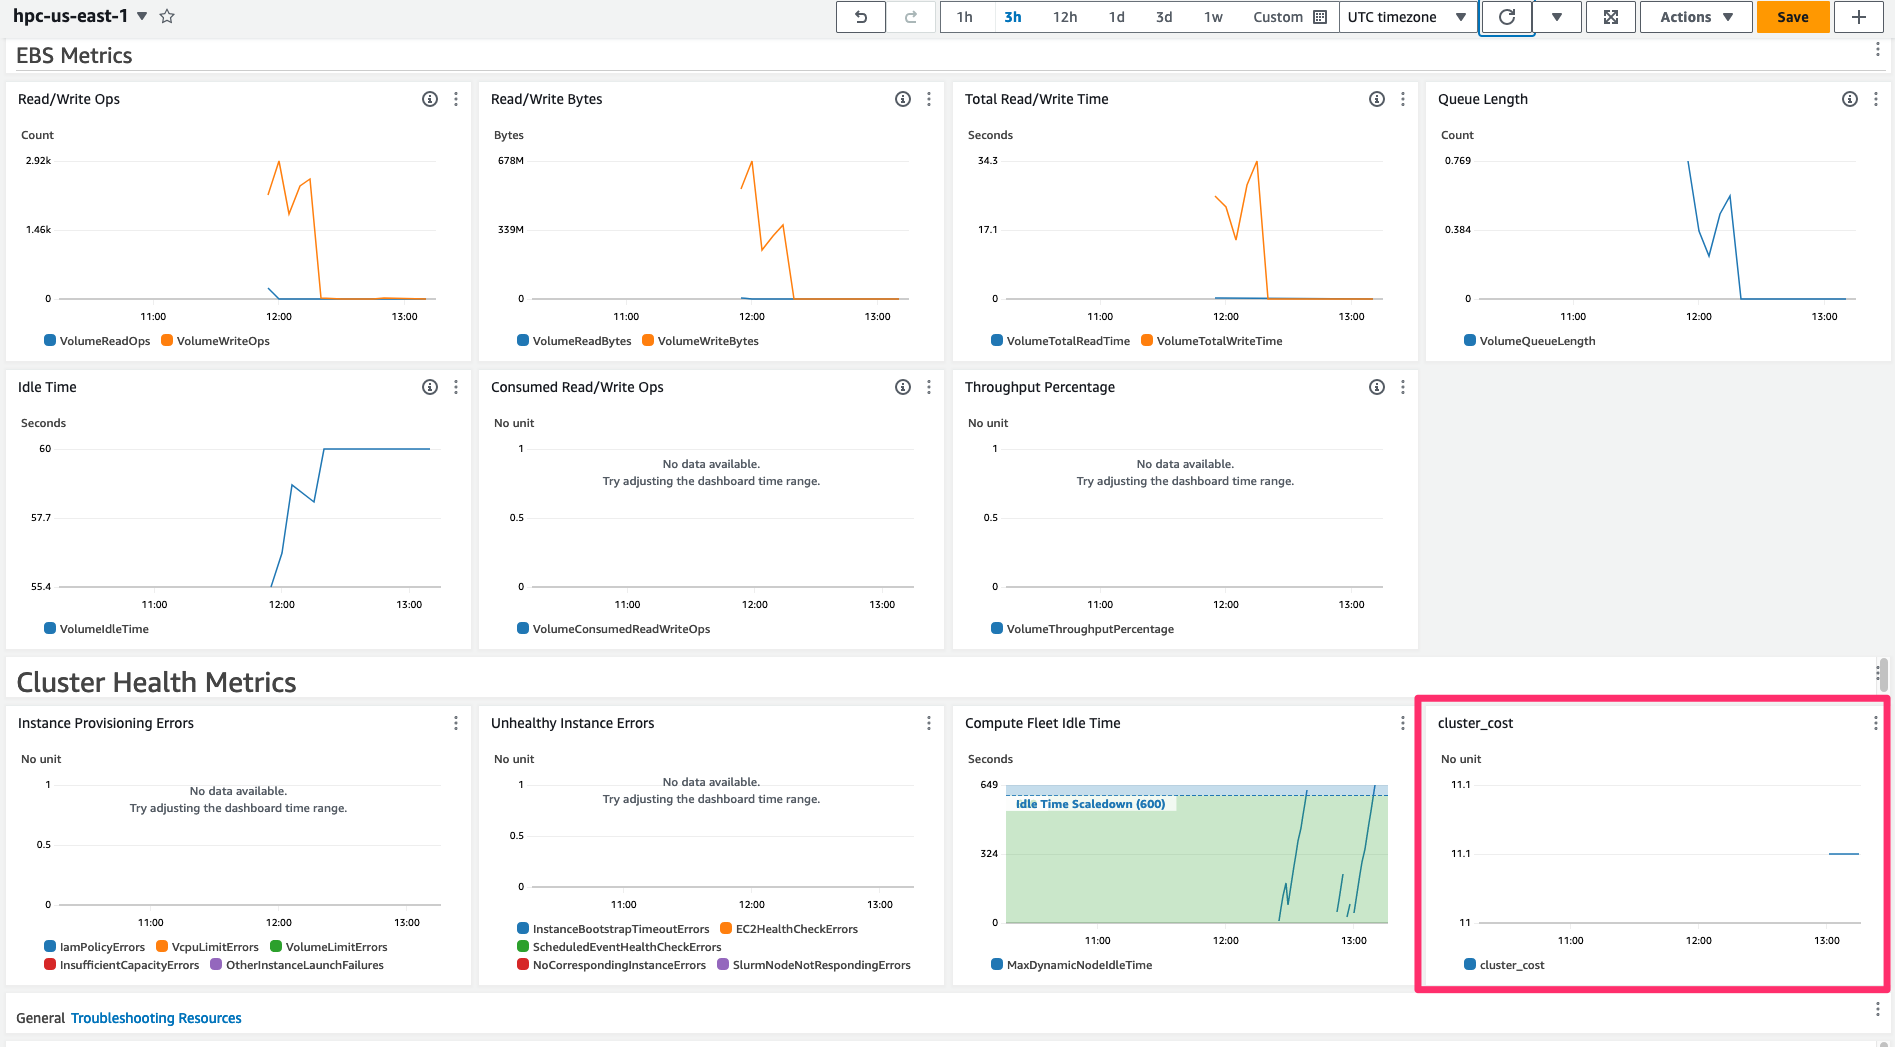 hpc-us-east-1
1h 3h 12h 1d 3d 1w Custom UTC timezone Actions Save
EBS Metrics
Read/Write Ops
Count
2.92k
1.46k
0
11:00 12:00 13:00
VolumeReadOps VolumeWriteOps
Read/Write Bytes
Bytes
678M
339M
0
11:00 12:00 13:00
VolumeReadBytes VolumeWriteBytes
Total Read/Write Time
Seconds
34.3
17.1
0
11:00 12:00 13:00
VolumeTotalReadTime VolumeTotalWriteTime
Queue Length
Count
0.769
0.384
0
11:00 12:00 13:00
VolumeQueueLength
Idle Time
Seconds
60
57.7
55.4
11:00 12:00 13:00
VolumeIdleTime
Consumed Read/Write Ops
No unit
1
No data available.
Try adjusting the dashboard time range.
0.5
0
11:00 12:00 13:00
VolumeConsumedReadWriteOps
Throughput Percentage
No unit
1
No data available.
Try adjusting the dashboard time range.
0.5
0
11:00 12:00 13:00
VolumeThroughputPercentage
Cluster Health Metrics
Instance Provisioning Errors
No unit
1
No data available.
Try adjusting the dashboard time range.
0.5
0
11:00 12:00 13:00
IamPolicyErrors VcpuLimitErrors VolumeLimitErrors
InsufficientCapacityErrors OtherInstanceLaunchFailures
Unhealthy Instance Errors
No unit
No data available.
1
Try adjusting the dashboard time range.
0.5
0
11:00 12:00 13:00
InstanceBootstrapTimeoutErrors EC2HealthCheckErrors
ScheduledEventHealthCheckErrors
NoCorrespondingInstanceErrors SlurmNodeNotRespondingErrors
Compute Fleet Idle Time
Seconds
649
Idle Time Scaledown (600)
324
0
11:00 12:00 13:00
MaxDynamicNodeIdleTime
cluster_cost
No unit
11.1
11.1
11
11:00 12:00 13:00
cluster_cost
General Troubleshooting Resources